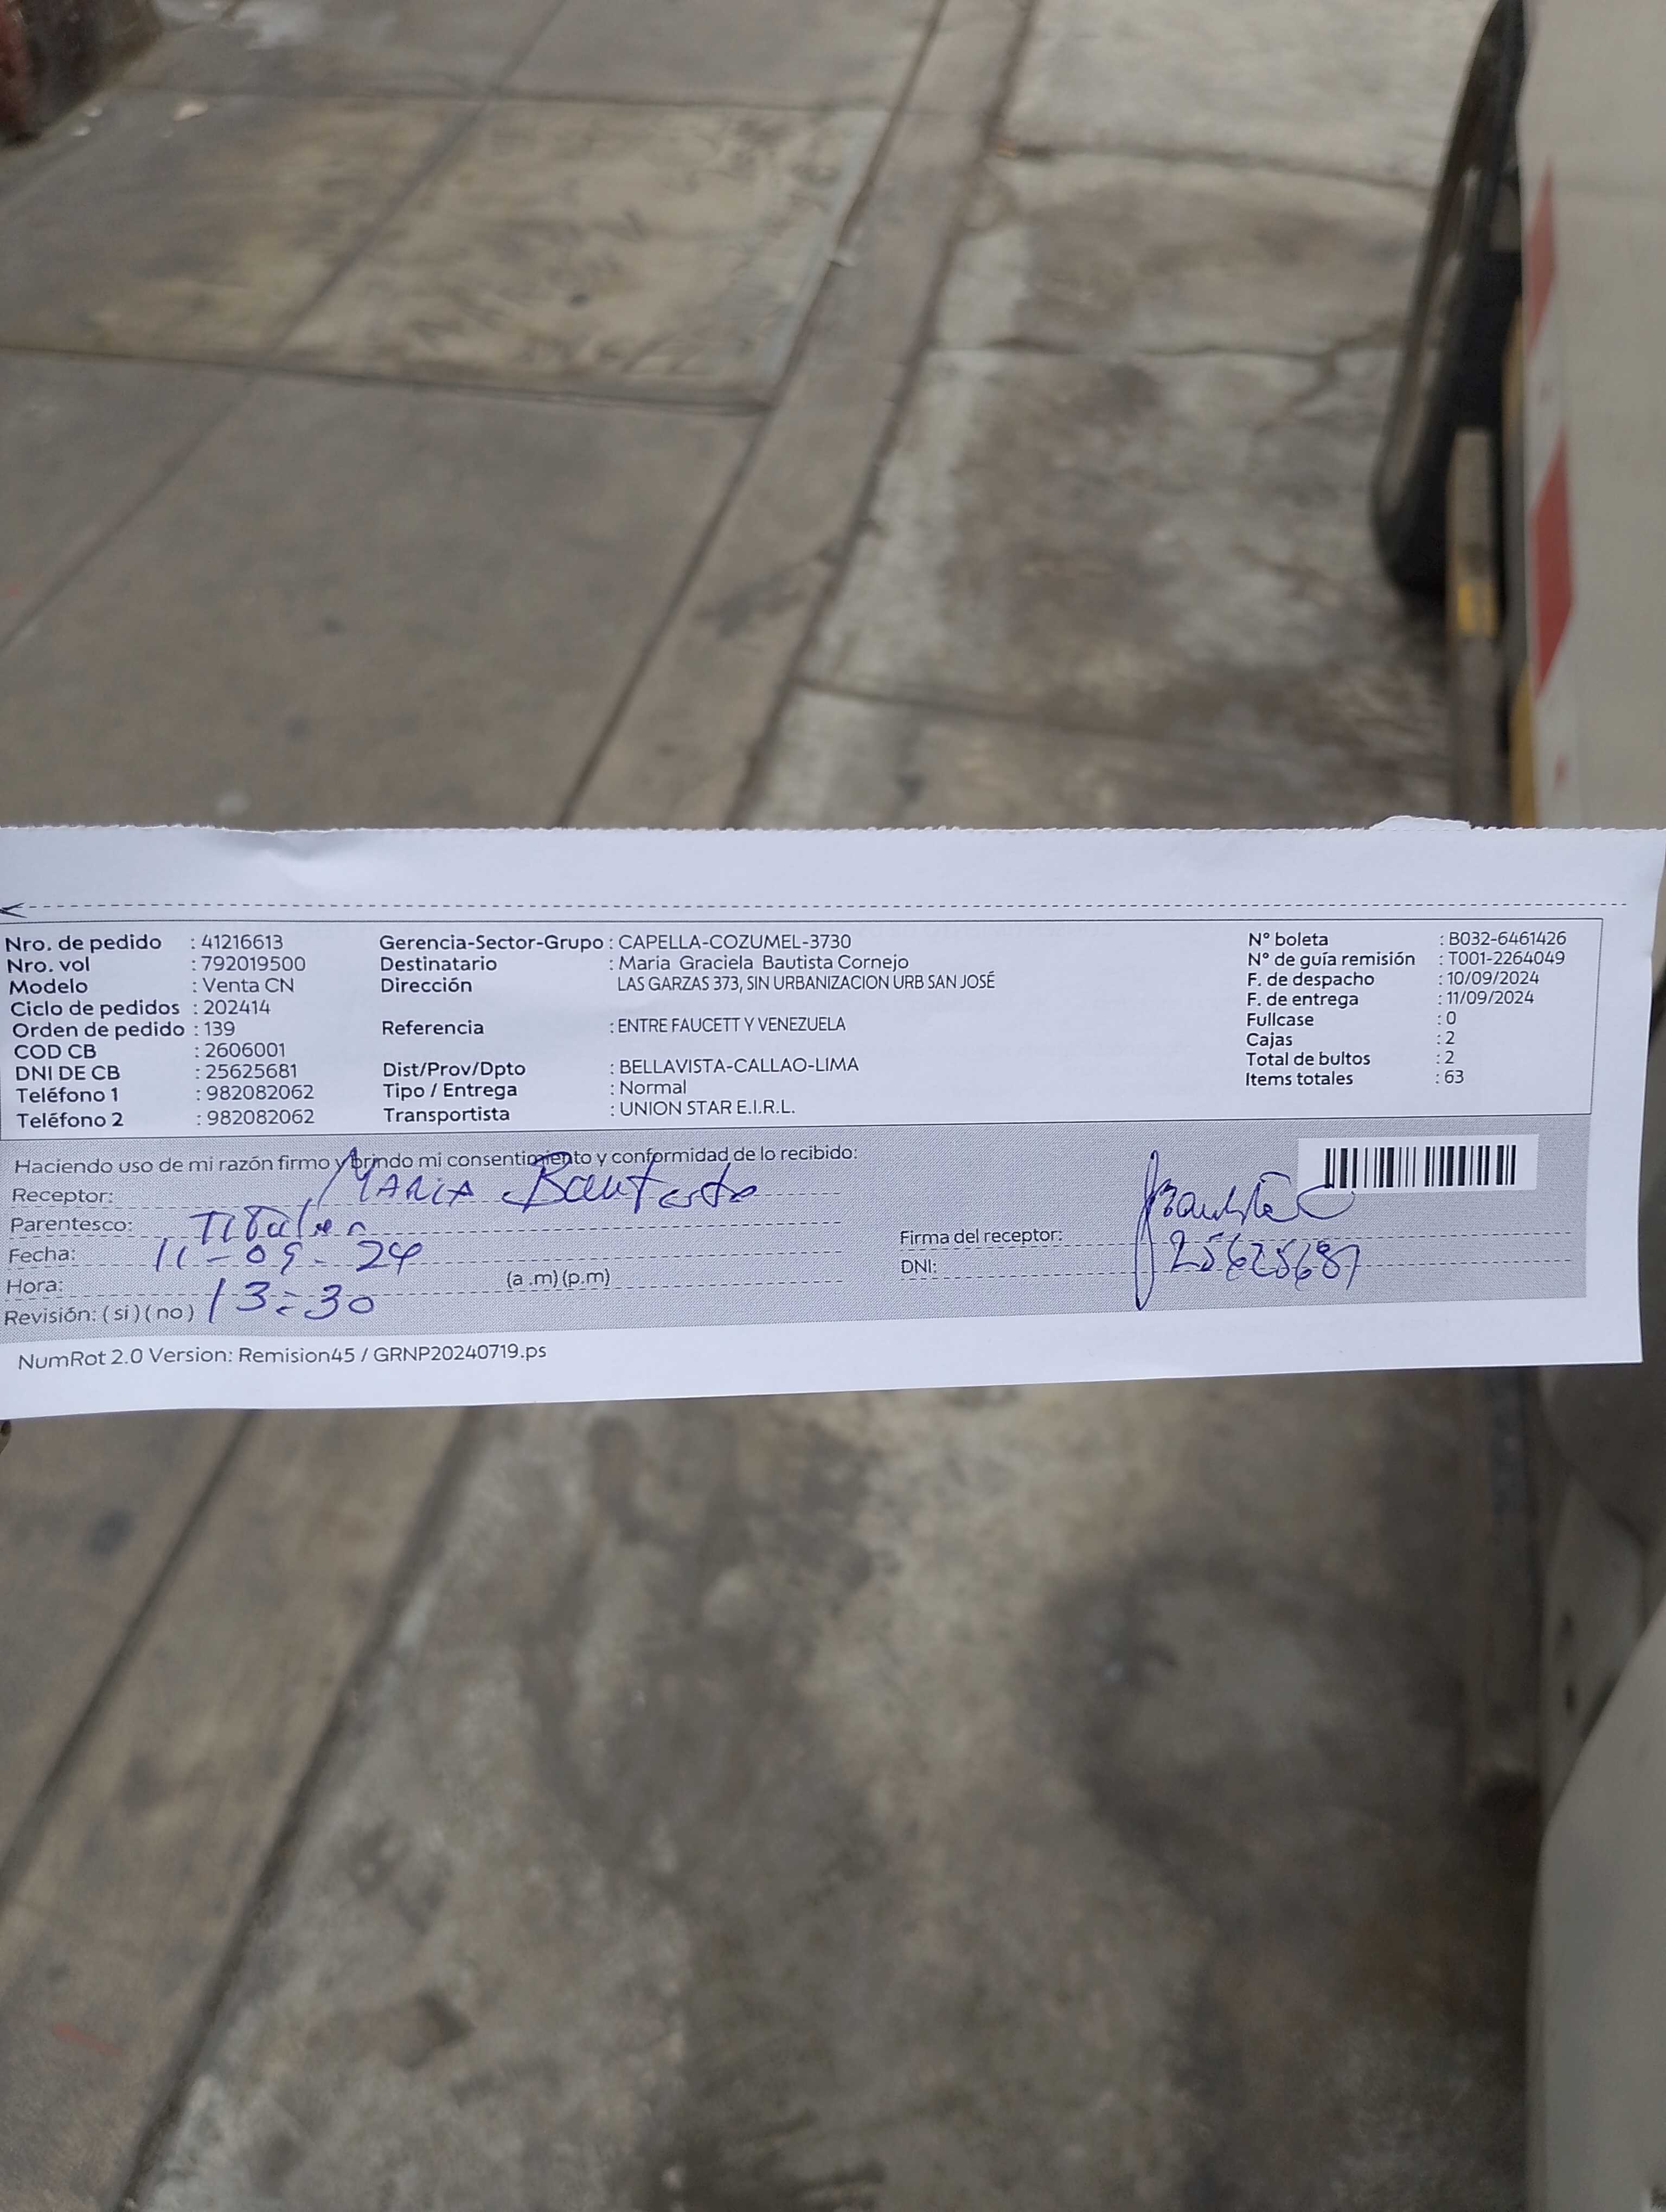 Nro. de pedido : 41216613
Nro. vol : 792019500
Modelo : Venta CN
Ciclo de pedidos : 202414
Orden de pedido : 139
COD CB : 2606001
DNI DE CB : 25625681
Teléfono 1 : 982082062
Teléfono 2 : 982082062
Gerencia-Sector-Grupo : CAPELLA-COZUMEL-3730
Destinatario : Maria Graciela Bautista Cornejo
Dirección LAS GARZAS 373, SIN URBANIZACION URB SAN JOSÉ
Referencia : ENTRE FAUCETT Y VENEZUELA
Dist/Prov/Dpto : BELLAVISTA-CALLAO-LIMA
Tipo / Entrega : Normal
Transportista : UNION STAR E.I.R.L.
N° boleta : B032-6461426
N° de guía remisión : T001-2264049
F. de despacho : 10/09/2024
F. de entrega : 11/09/2024
Fullcase : 0
Cajas : 2
Total de bultos : 2
Items totales : 63
Haciendo uso de mi razón firmo y brindo mi consentimiento y conformidad de lo recibido:
Receptor: MARIA Bautista
Parentesco: Titular
Fecha: 11-09-24
Hora: 13:30 (a .m) (p.m)
Revisión: ( si ) ( no )
Firma del receptor: Bautista C
DNI: 25625681
NumRot 2.0 Version: Remision45 / GRNP20240719.ps